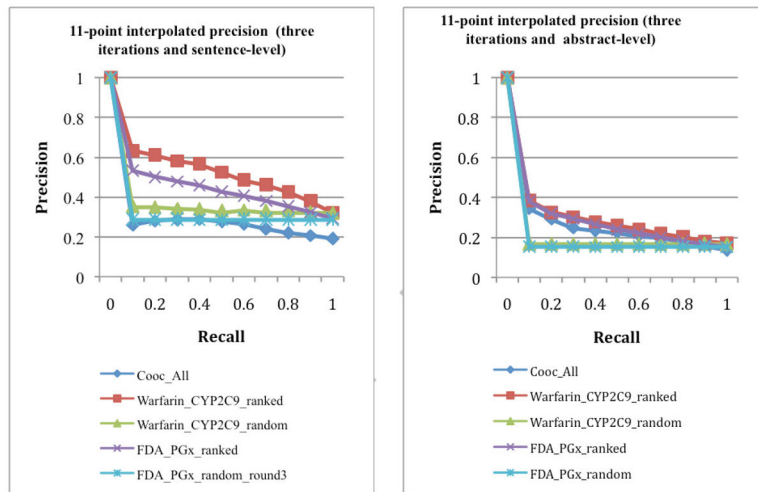 11-point interpolated precision (three
iterations and sentence-level)
1
0.8
0.6
0.4
0.2
0
Precision
0 0.2 0.4 0.6 0.8 1
Recall
Cooc_All
Warfarin_CYP2C9_ranked
Warfarin_CYP2C9_random
FDA_PGx_ranked
FDA_PGx_random_round3
11-point interpolated precision (three
iterations and abstract-level)
1
0.8
0.6
0.4
0.2
0
Precision
0 0.2 0.4 0.6 0.8 1
Recall
Cooc_All
Warfarin_CYP2C9_ranked
Warfarin_CYP2C9_random
FDA_PGx_ranked
FDA_PGx_random